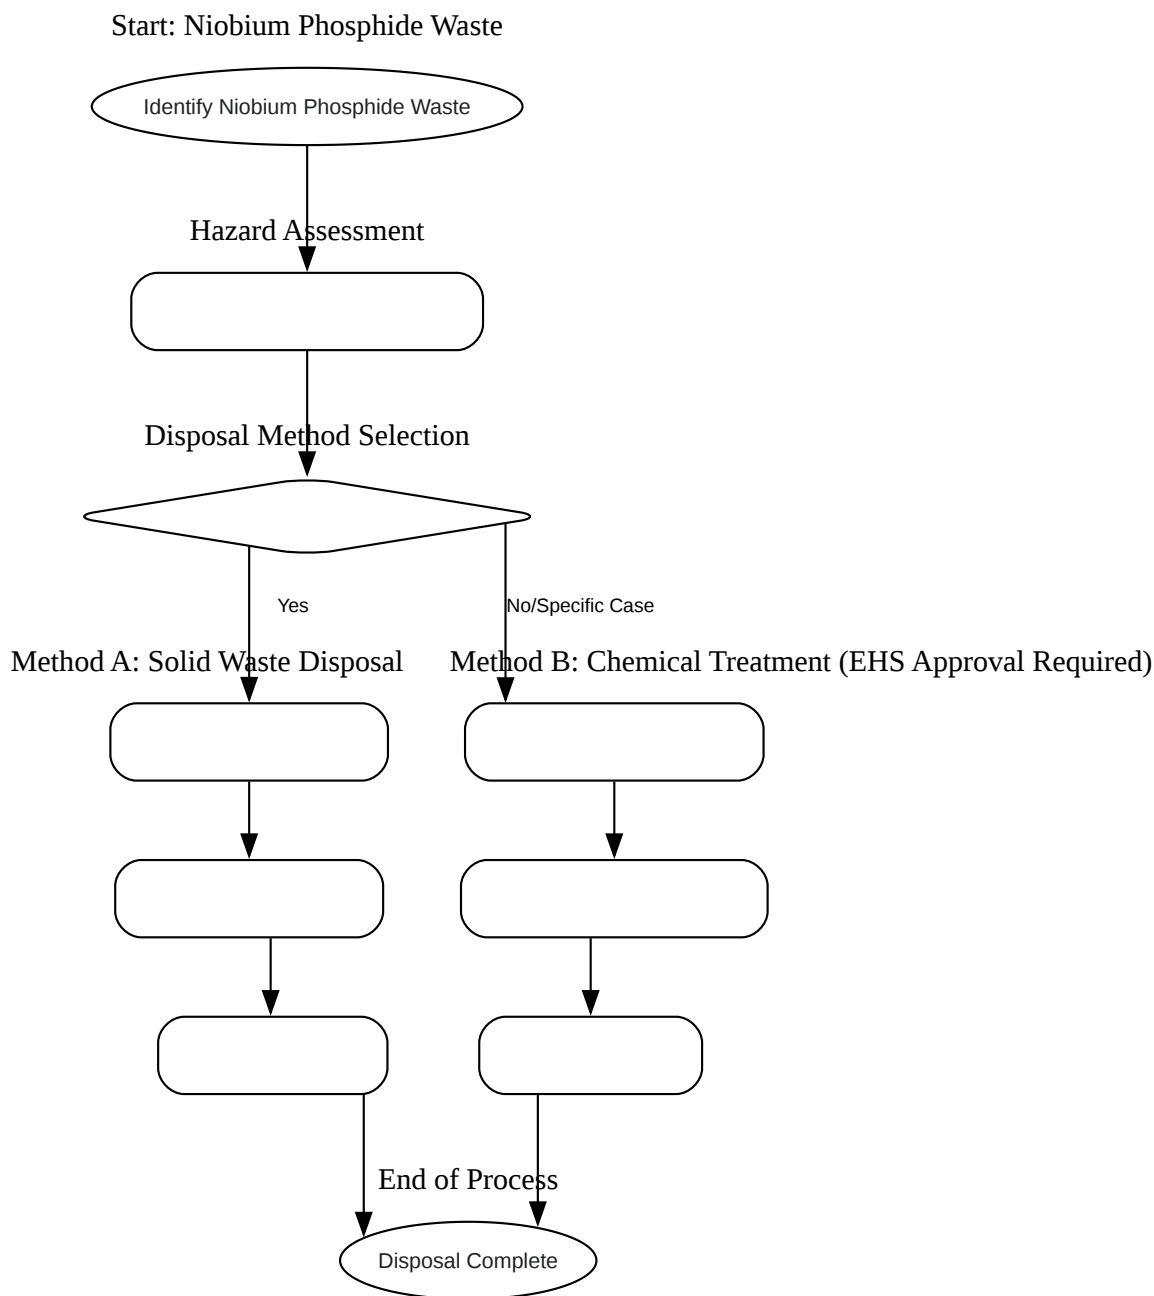 Start: Niobium Phosphide Waste
Identify Niobium Phosphide Waste
Hazard Assessment
Disposal Method Selection
Yes
No/Specific Case
Method A: Solid Waste Disposal
Method B: Chemical Treatment (EHS Approval Required)
End of Process
Disposal Complete